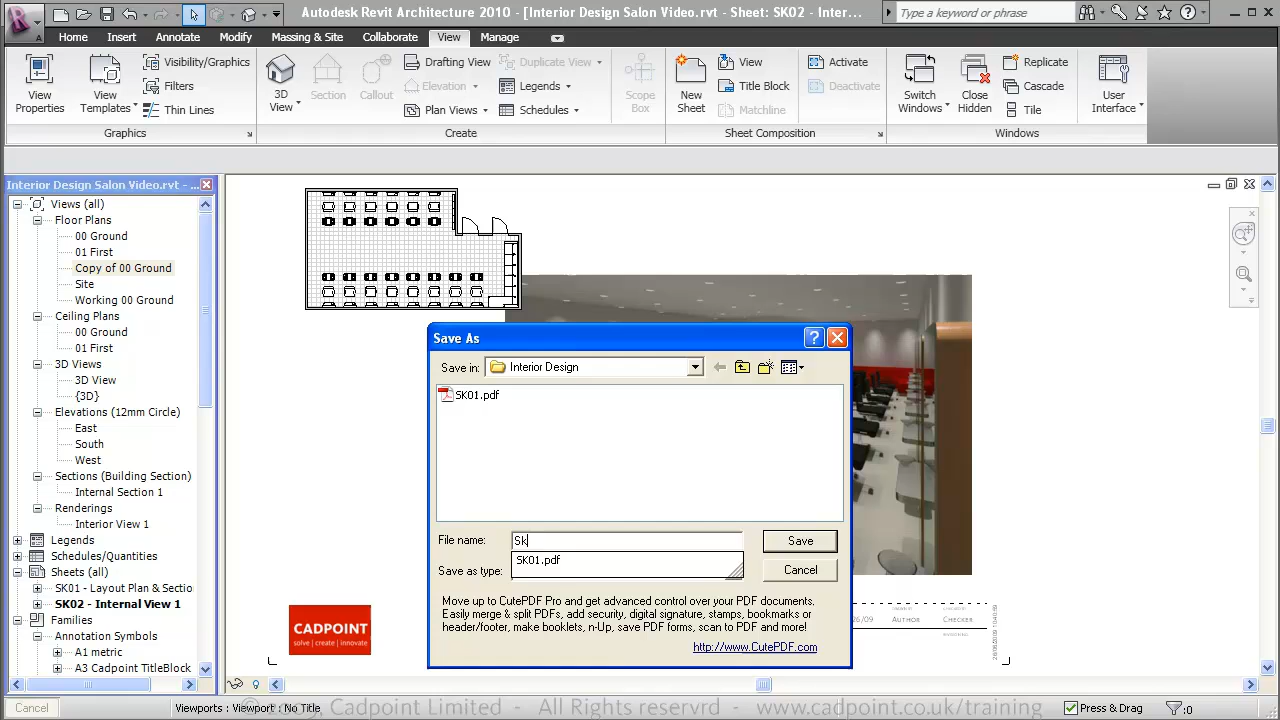 Autodesk Revit Architecture 2010 - [Interior Design Salon Video.rvt - Sheet: SK02 - Inter...
Type a keyword or phrase
Home Insert Annotate Modify Massing & Site Collaborate View Manage
View Properties
View Templates
Visibility/Graphics
Filters
Thin Lines
3D View
Section
Callout
Drafting View
Elevation
Plan Views
Duplicate View
Legends
Schedules
Scope Box
New Sheet
View
Title Block
Matchline
Activate
Deactivate
Switch Windows
Close Hidden
Replicate
Cascade
Tile
User Interface
Graphics Create Sheet Composition Windows
Interior Design Salon Video.rvt - ...
Views (all)
Floor Plans
00 Ground
01 First
Copy of 00 Ground
Site
Working 00 Ground
Ceiling Plans
00 Ground
01 First
3D Views
3D View
{3D}
Elevations (12mm Circle)
East
South
West
Sections (Building Section)
Internal Section 1
Renderings
Interior View 1
Legends
Schedules/Quantities
Sheets (all)
SK01 - Layout Plan & Sectio
SK02 - Internal View 1
Families
Annotation Symbols
A1 metric
A3 Cadpoint TitleBlock
Save As
Save in: Interior Design
SK01.pdf
File name: Sk
Save
SK01.pdf
Save as type:
Cancel
Move up to CutePDF Pro and get advanced control over your PDF documents.
Easily merge & split PDFs, add security, digital signature, stamps, bookmarks or
header/footer, make booklets, n-Up, save PDF forms, scan to PDF and more!
http://www.CutePDF.com
CADPOINT
solve | create | innovate
26/09 AUTHOR CHECKER
Cancel
Viewports : Viewport : No Title
Cadpoint Limited - All Rights reservrd - www.cadpoint.co.uk/training
Press & Drag
:0